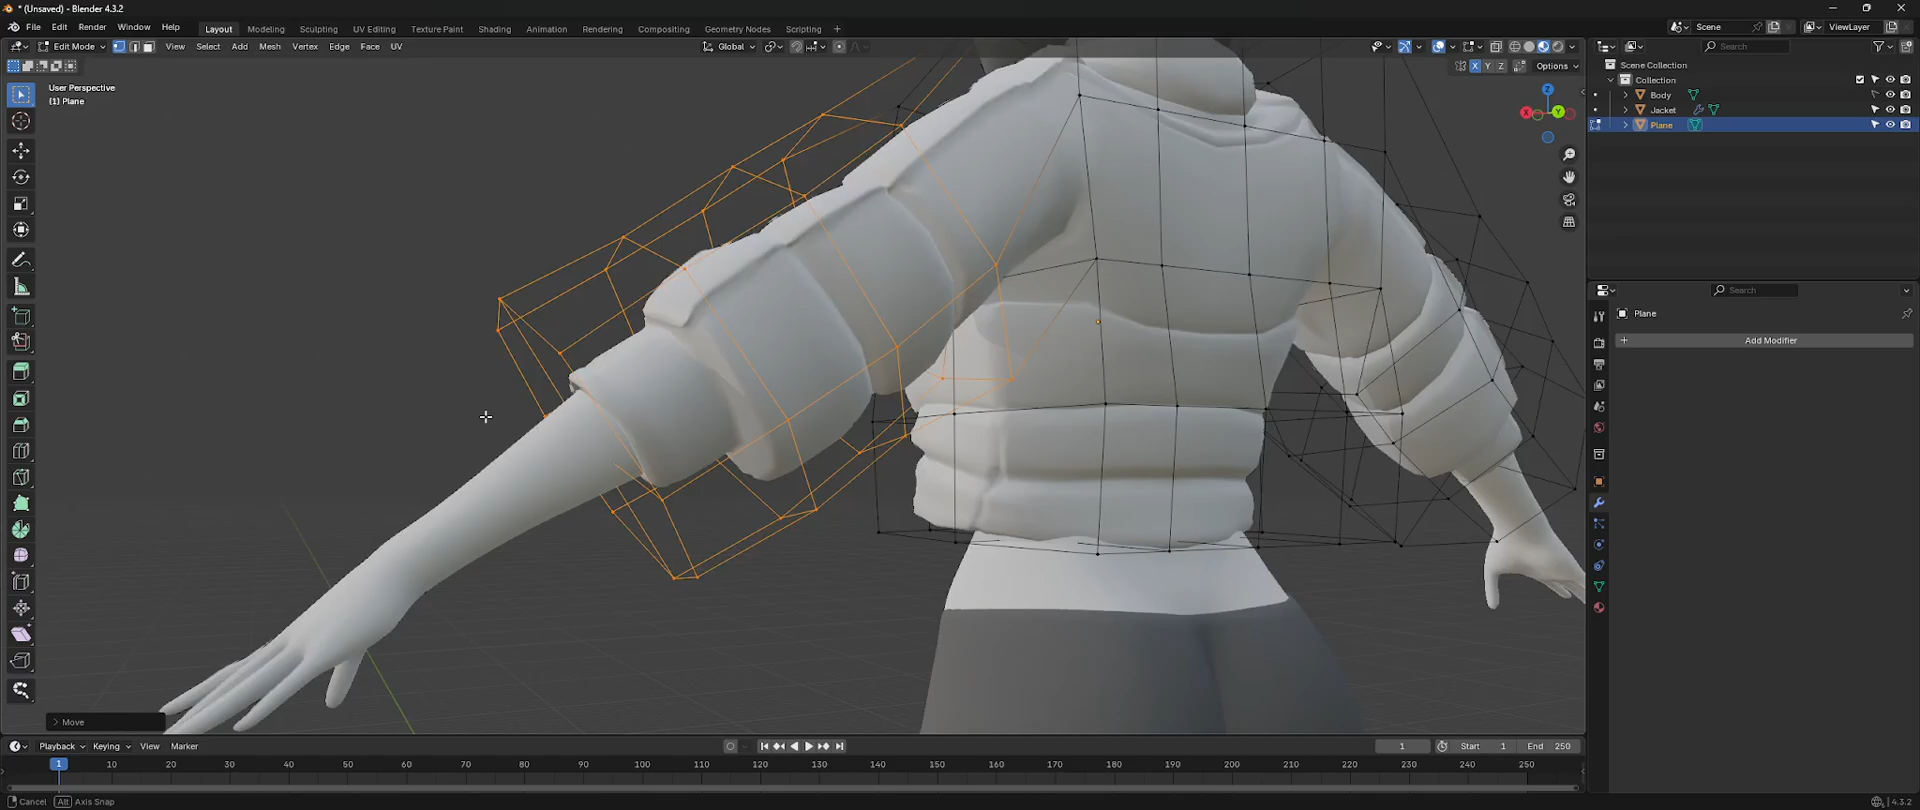 * (Unsaved) - Blender 4.3.2
File Edit Render Window Help Layout Modeling Sculpting UV Editing Texture Paint Shading Animation Rendering Compositing Geometry Nodes Scripting + Scene ViewLayer
Edit Mode View Select Add Mesh Vertex Edge Face UV Global Search
X Y Z Options
User Perspective
(1) Plane
Scene Collection
Collection
Body
Jacket
Plane
Z
X
Y
Search
Plane
+ Add Modifier
Move
Playback Keying View Marker 1 Start 1 End 250
1 10 20 30 40 50 60 70 80 90 100 110 120 130 140 150 160 170 180 190 200 210 220 230 240 250
Cancel Alt Axis Snap 4.3.2